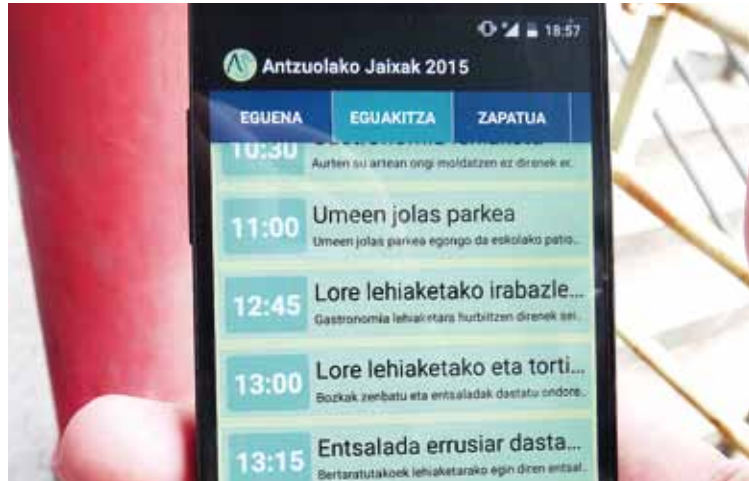 18:57
Antzuolako Jaixak 2015
EGUENA EGUAKITZA ZAPATUA
10:30
Aurten su artean ongi moldatzen ez direnek er..
11:00 Umeen jolas parkea
Umeen jolas parkea egongo da eskolako patio..
12:45 Lore lehiaketako irabazle...
Gastronomia lehiaketara hurbiltzen direnek sei..
13:00 Lore lehiaketako eta torti...
Bozkak zenbatu eta entsaladak dastatu ondore..
13:15 Entsalada errusiar dasta...
Bertaratutakoek lehiaketarako egin diren entsal..